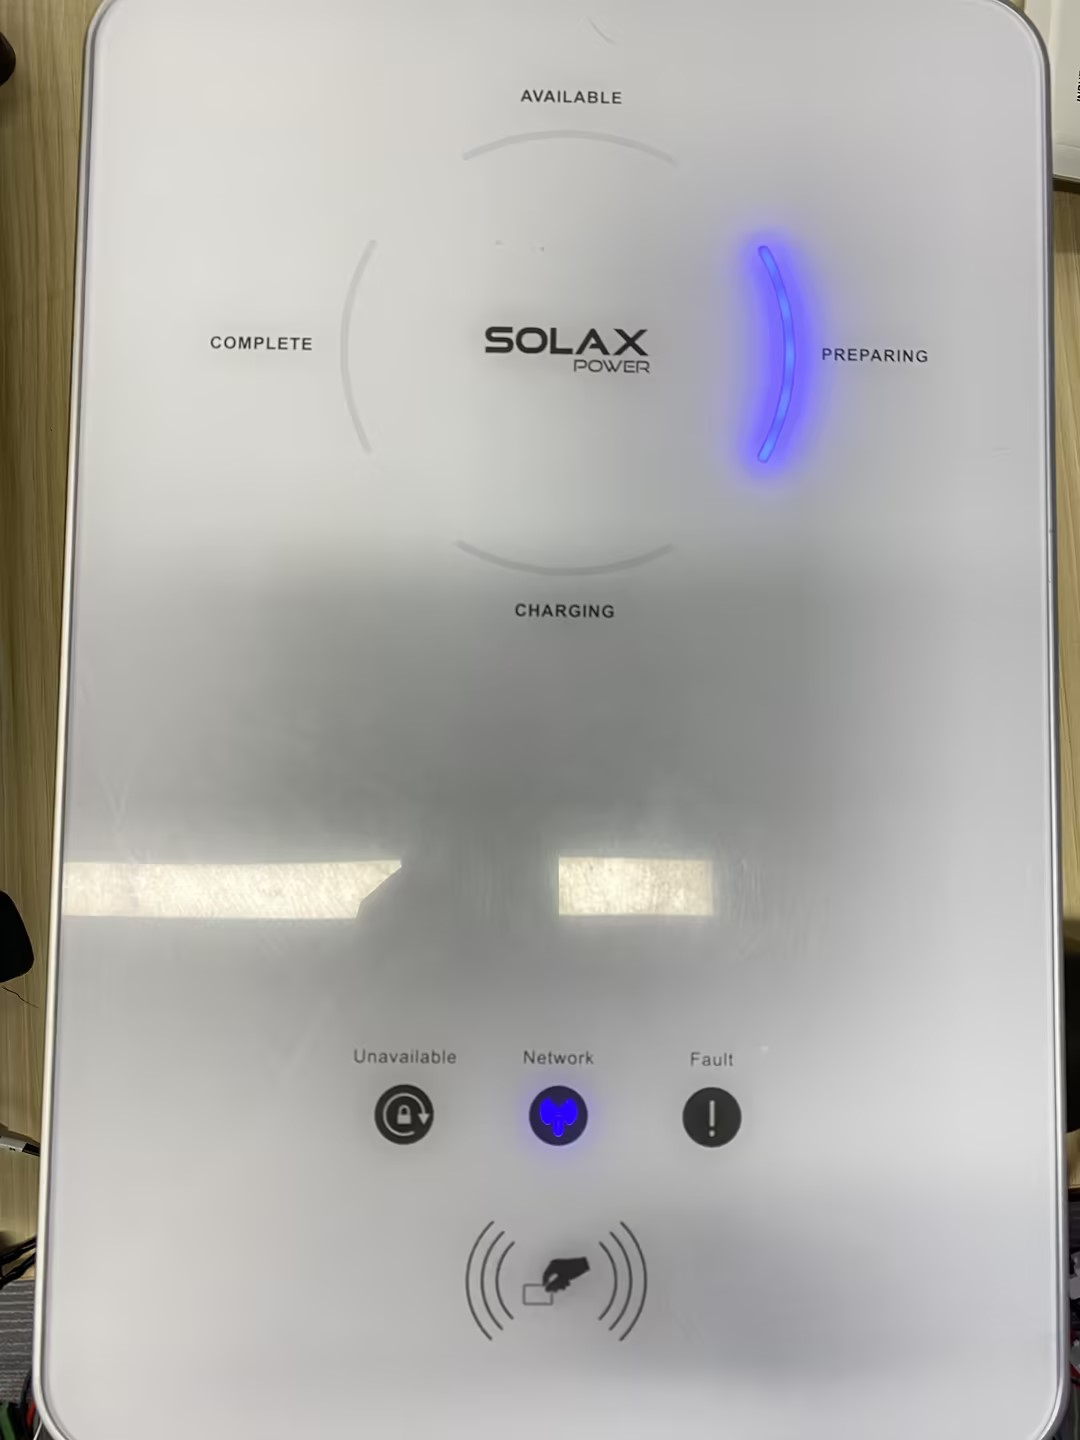 AVAILABLE
COMPLETE
SOLAX
POWER
PREPARING
CHARGING
Unavailable
Network
Fault